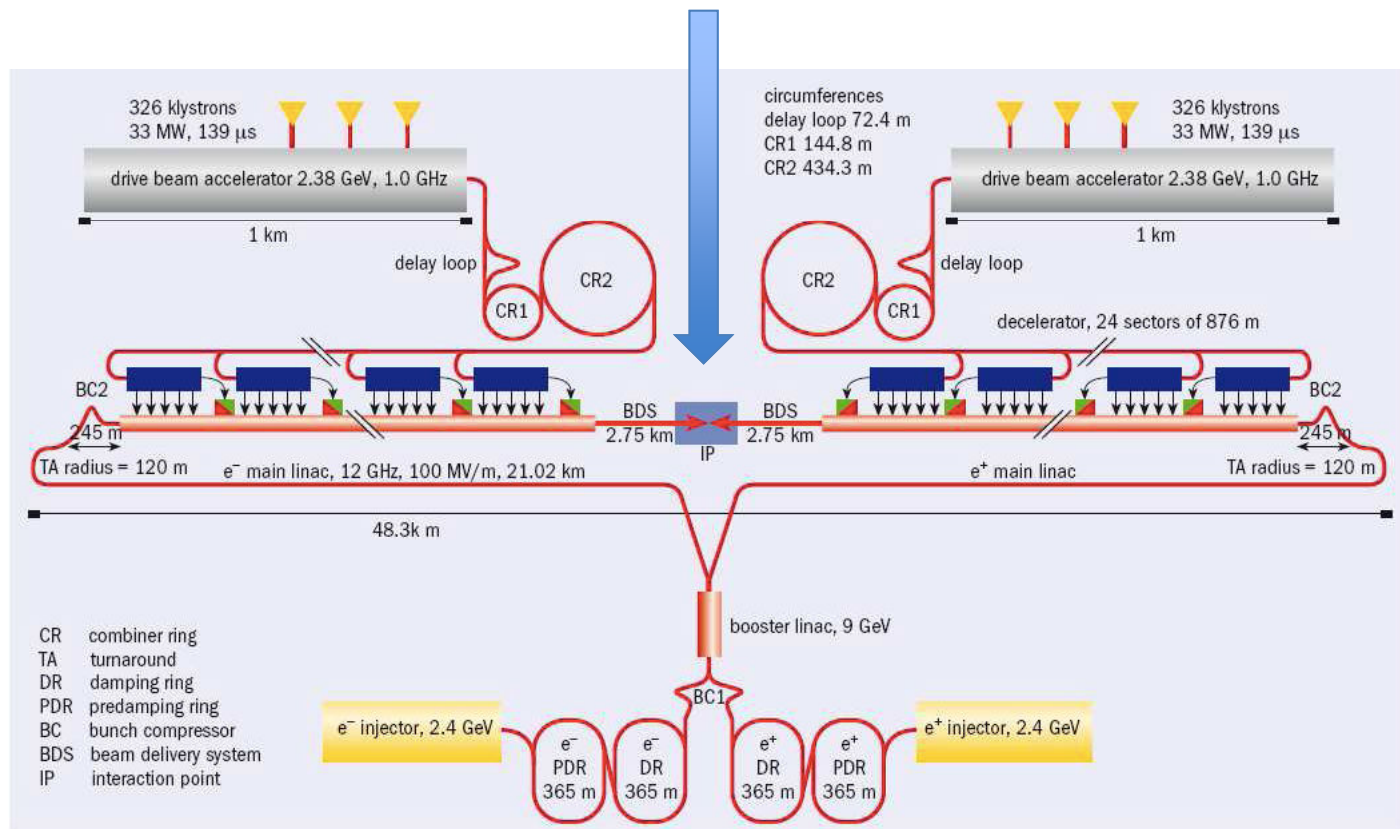 326 klystrons
33 MW, 139 μs
drive beam accelerator 2.38 GeV, 1.0 GHz
1 km
delay loop
CR1
CR2
circumferences
delay loop 72.4 m
CR1 144.8 m
CR2 434.3 m
326 klystrons
33 MW, 139 μs
drive beam accelerator 2.38 GeV, 1.0 GHz
1 km
CR2
CR1
delay loop
decelerator, 24 sectors of 876 m
BC2
245 m
TA radius = 120 m
e⁻ main linac, 12 GHz, 100 MV/m, 21.02 km
BDS
2.75 km
IP
BDS
2.75 km
e⁺ main linac
BC2
245 m
TA radius = 120 m
48.3k m
booster linac, 9 GeV
BC1
CR combiner ring
TA turnaround
DR damping ring
PDR predamping ring
BC bunch compressor
BDS beam delivery system
IP interaction point
e⁻ injector, 2.4 GeV
e⁻
PDR
365 m
e⁻
DR
365 m
e⁺
DR
365 m
e⁺
PDR
365 m
e⁺ injector, 2.4 GeV